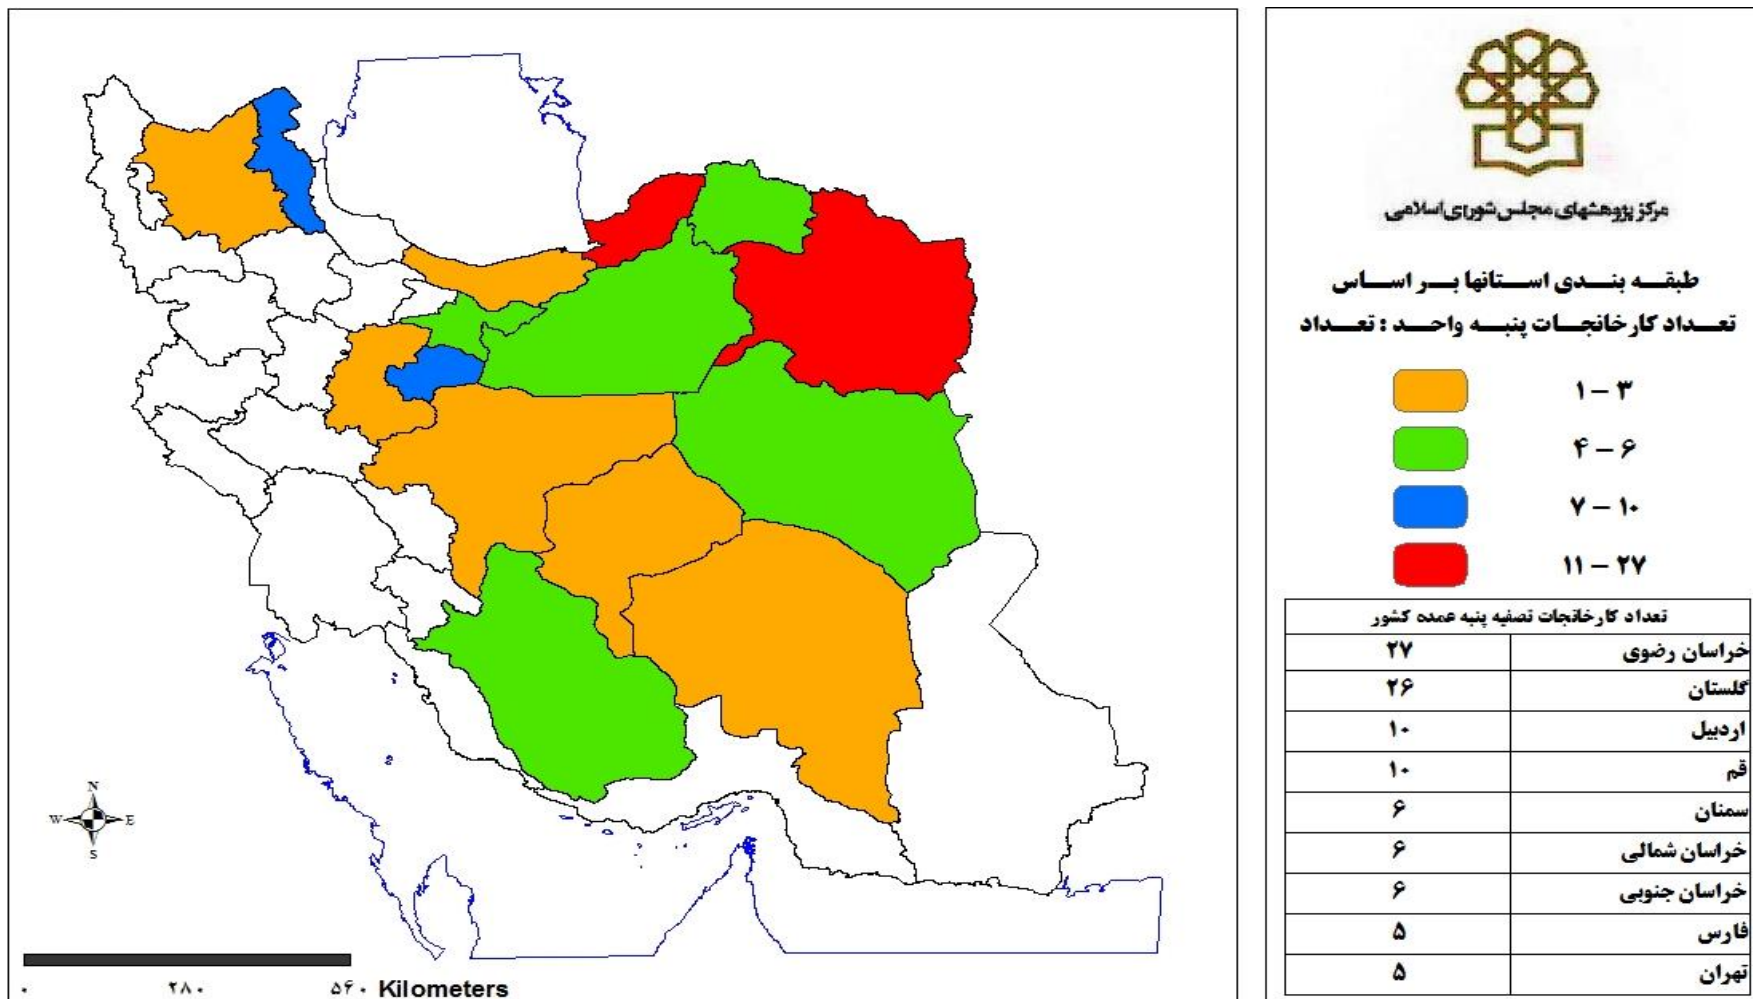 مرکز پژوهشهای مجلس شورای اسلامی
طبقه بندی استانها بر اساس
تعداد کارخانجات پنبه واحد : تعداد
۱ – ۳
۴ – ۶
۷ – ۱۰
۱۱ – ۲۷
تعداد کارخانجات تصفیه پنبه عمده کشور
خراسان رضوی ۲۷
گلستان ۲۶
اردبیل ۱۰
قم ۱۰
سمنان ۶
خراسان شمالی ۶
خراسان جنوبی ۶
فارس ۵
تهران ۵
N
W E
S
۰ ۲۸۰ ۵۶۰ Kilometers